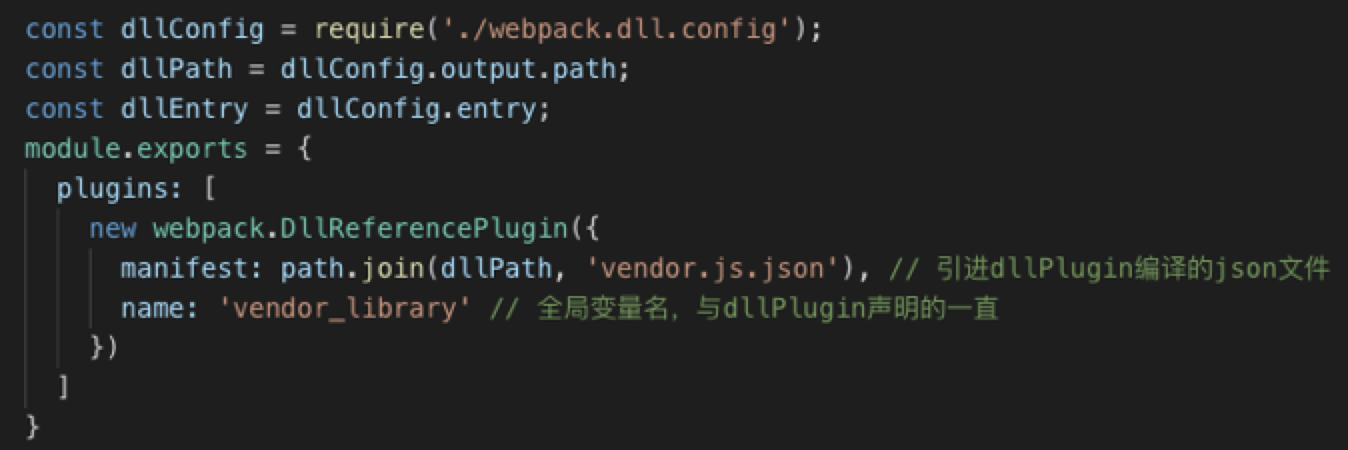 const dllConfig = require('./webpack.dll.config');
const dllPath = dllConfig.output.path;
const dllEntry = dllConfig.entry;
module.exports = {
plugins: [
new webpack.DllReferencePlugin({
manifest: path.join(dllPath, 'vendor.js.json'), // 引进dllPlugin编译的json文件
name: 'vendor_library' // 全局变量名，与dllPlugin声明的一直
})
]
}